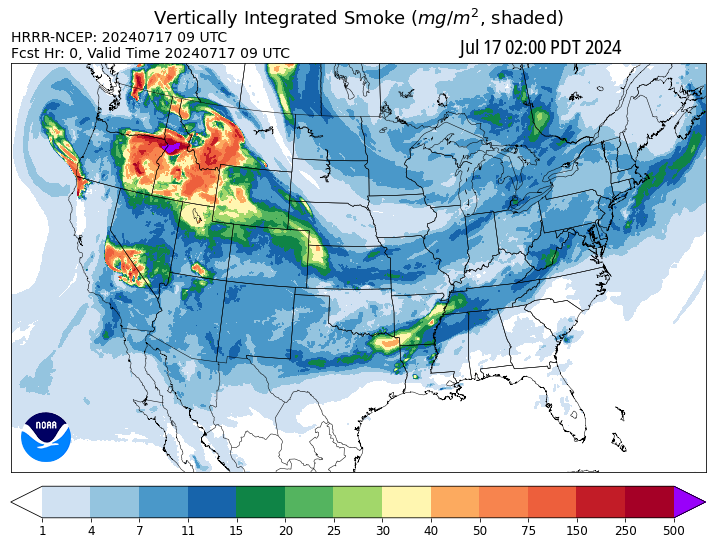 Vertically Integrated Smoke (mg/m², shaded)
HRRR-NCEP: 20240717 09 UTC
Fcst Hr: 0, Valid Time 20240717 09 UTC
Jul 17 02:00 PDT 2024
NOAA
1 4 7 11 15 20 25 30 40 50 75 150 250 500